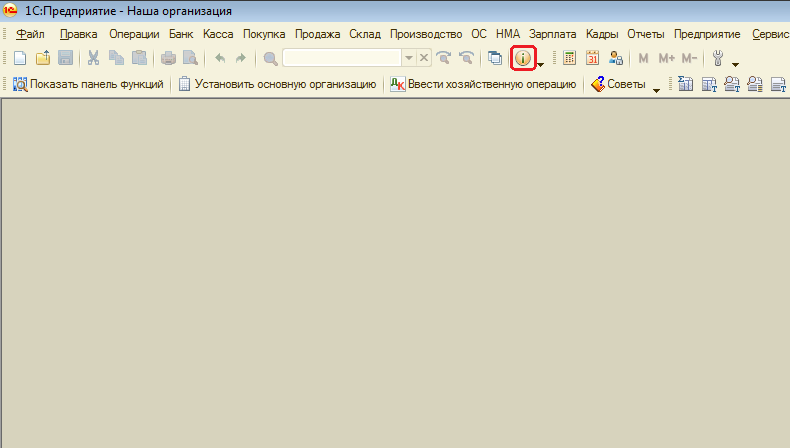 1С:Предприятие - Наша организация
Файл Правка Операции Банк Касса Покупка Продажа Склад Производство ОС НМА Зарплата Кадры Отчеты Предприятие Сервис
31 M M+ M−
Показать панель функций Установить основную организацию Ввести хозяйственную операцию Советы